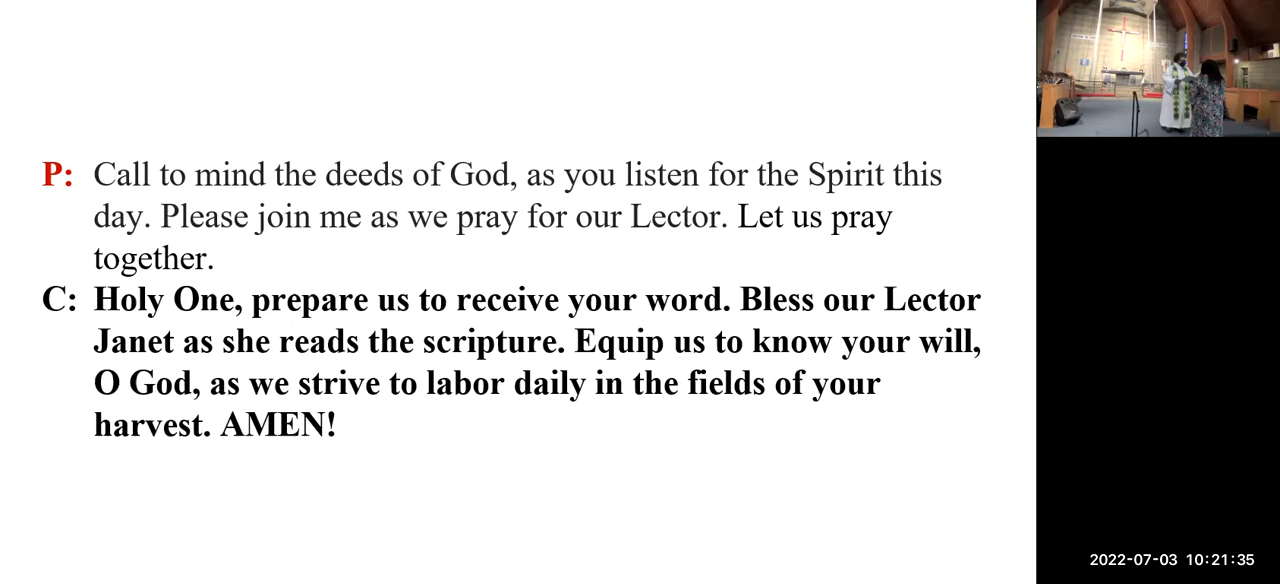 P: Call to mind the deeds of God, as you listen for the Spirit this
day. Please join me as we pray for our Lector. Let us pray
together.
C: Holy One, prepare us to receive your word. Bless our Lector
Janet as she reads the scripture. Equip us to know your will,
O God, as we strive to labor daily in the fields of your
harvest. AMEN!
2022-07-03 10:21:35